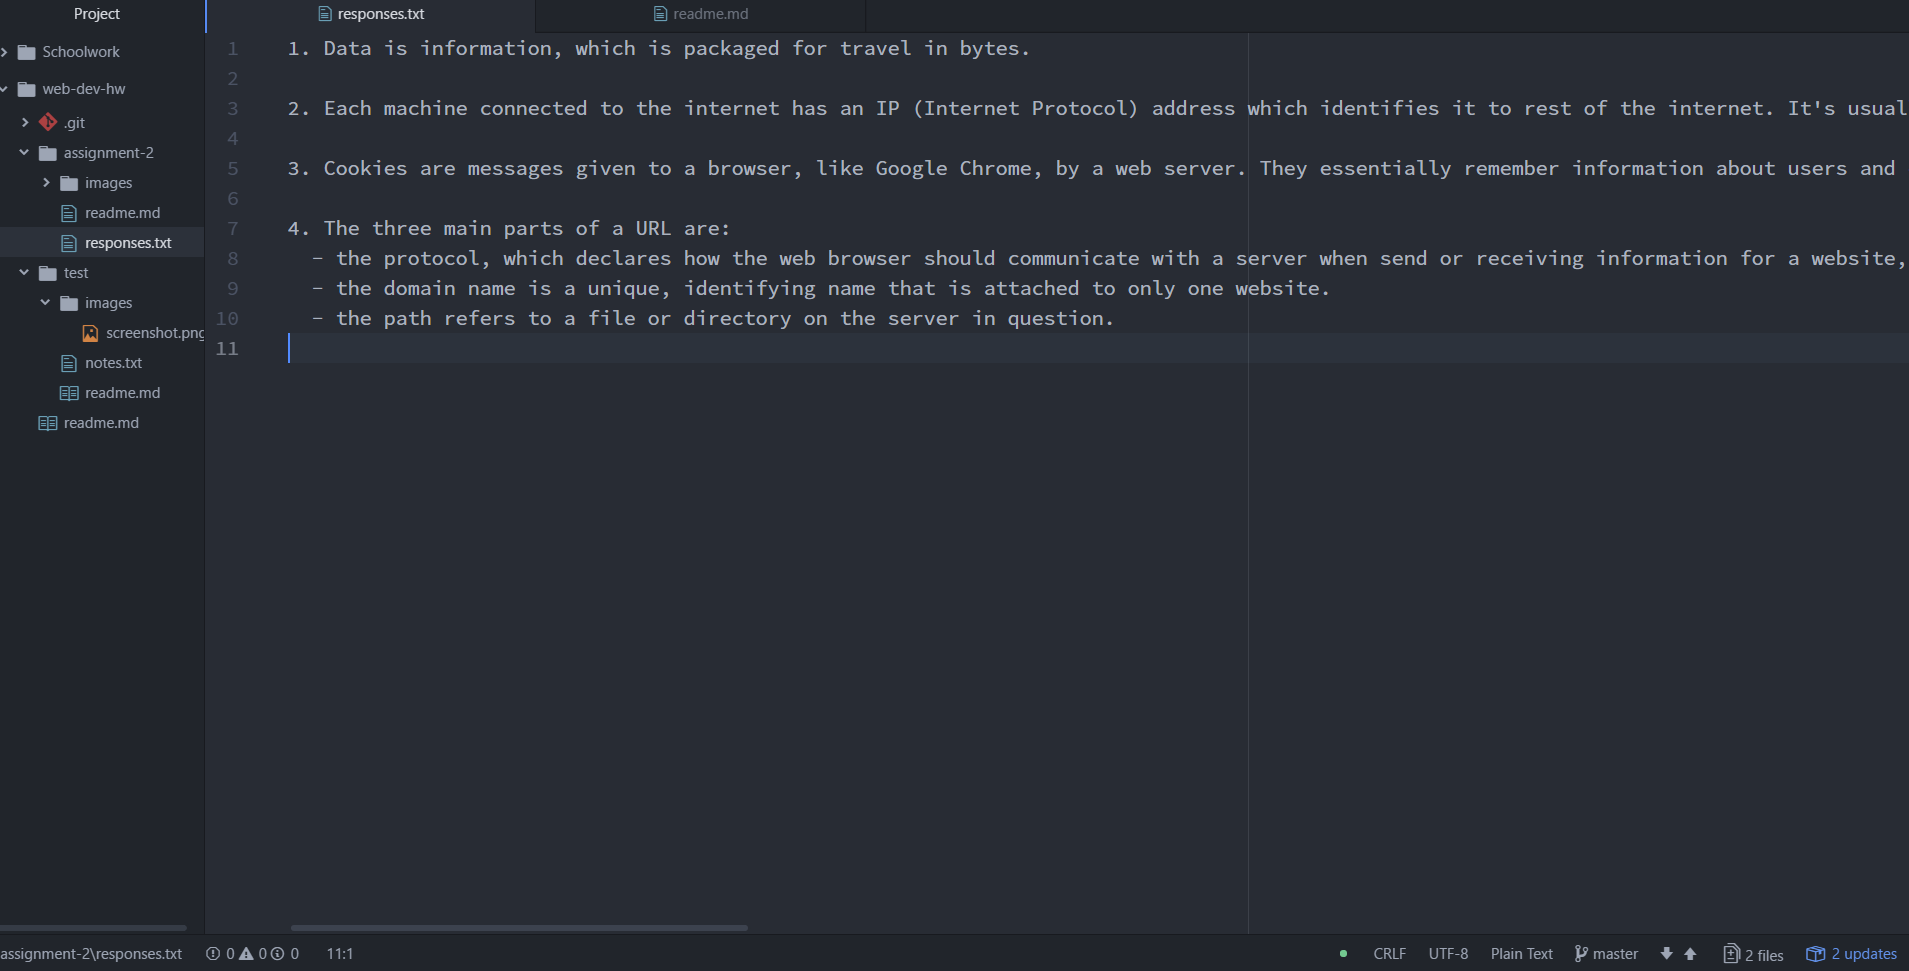 Project
responses.txt
readme.md
Schoolwork
web-dev-hw
.git
assignment-2
images
readme.md
responses.txt
test
images
screenshot.png
notes.txt
readme.md
readme.md
1 1. Data is information, which is packaged for travel in bytes.
2
3 2. Each machine connected to the internet has an IP (Internet Protocol) address which identifies it to rest of the internet. It's usual
4
5 3. Cookies are messages given to a browser, like Google Chrome, by a web server. They essentially remember information about users and
6
7 4. The three main parts of a URL are:
8 - the protocol, which declares how the web browser should communicate with a server when send or receiving information for a website,
9 - the domain name is a unique, identifying name that is attached to only one website.
10 - the path refers to a file or directory on the server in question.
11
assignment-2\responses.txt 0 0 0 11:1 CRLF UTF-8 Plain Text master 2 files 2 updates